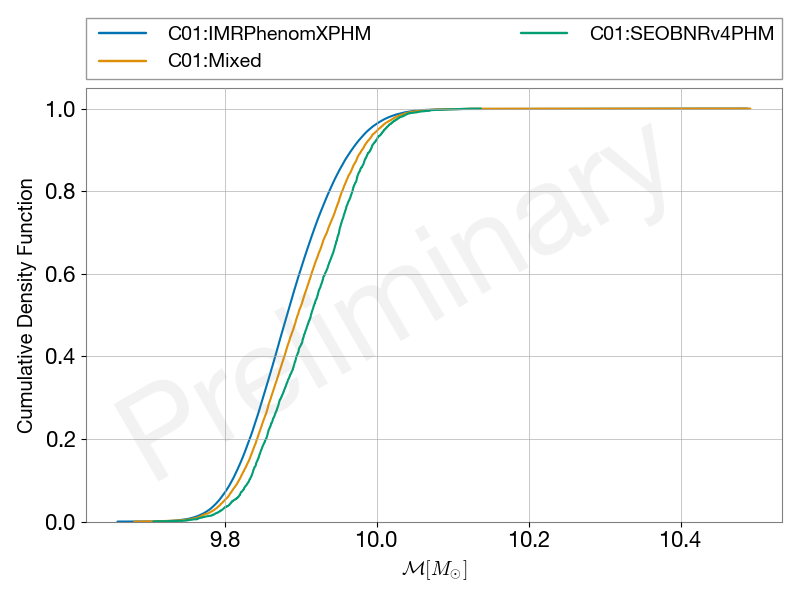 C01:IMRPhenomXPHM
C01:Mixed
C01:SEOBNRv4PHM
Preliminary
Cumulative Density Function
1.0
0.8
0.6
0.4
0.2
0.0
9.8 10.0 10.2 10.4
ℳ[M☉]